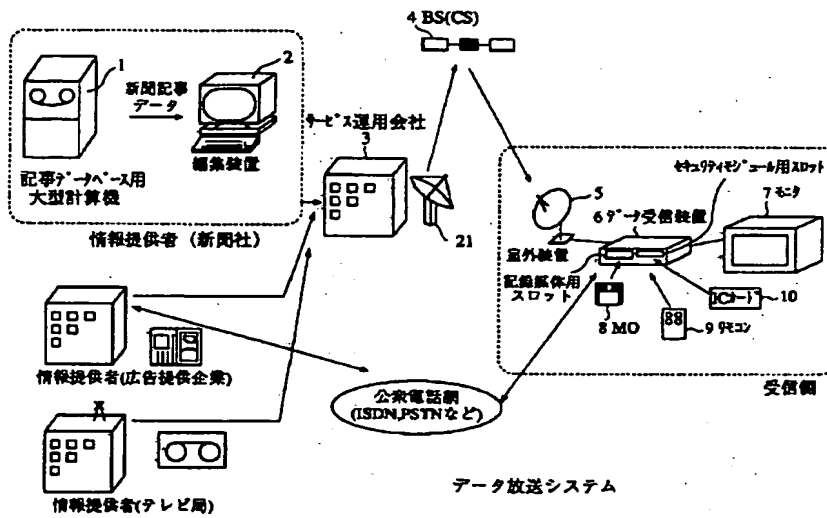 4 BS(CS)
1
2
新聞記事
データ
編集装置
記事データベース用
大型計算機
情報提供者(新聞社)
サービス運用会社
3
21
セキュリティモジュール用スロット
5
6 データ受信装置
7 モニタ
室外装置
記録媒体用
スロット
ICカード
10
8 MO
88
9 リモコン
受信側
情報提供者(広告提供企業)
公衆電話網
(ISDN,PSTNなど)
情報提供者(テレビ局)
データ放送システム